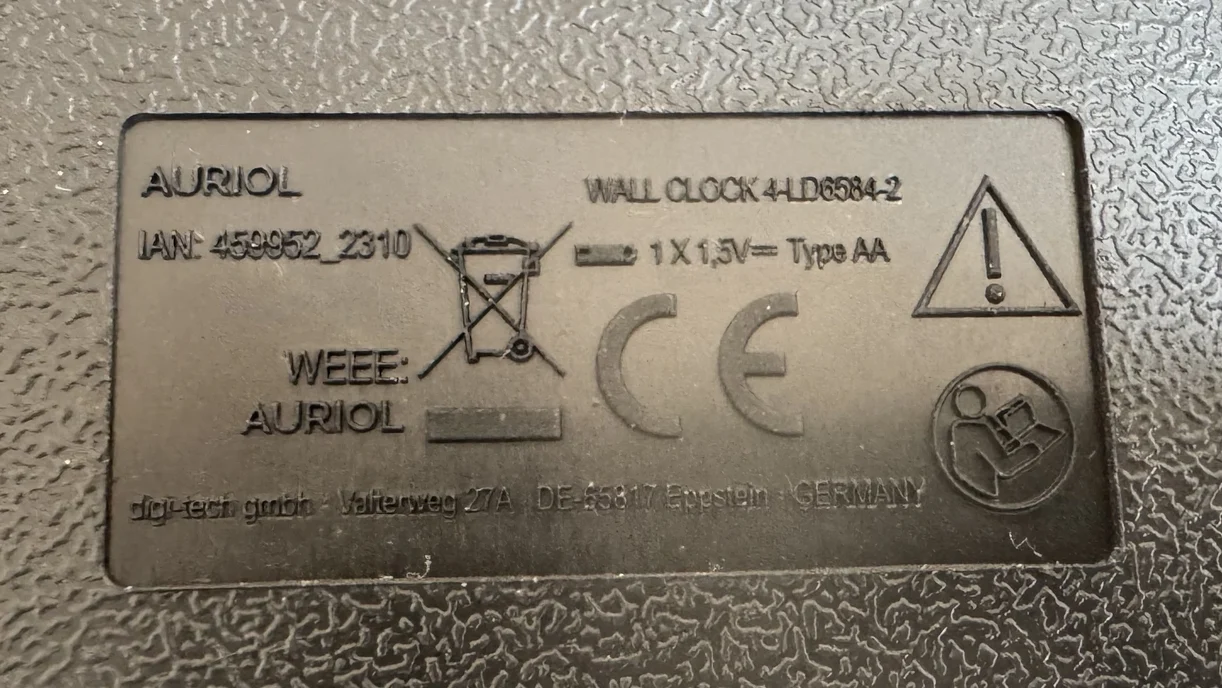 AURIOL
WALL CLOCK 4-LD6584-2
IAN: 459952_2310
1 X 1,5V⎓ Type AA
WEEE:
AURIOL
CE
digi-tech gmbh · Valterweg 27A · DE-65817 Eppstein · GERMANY